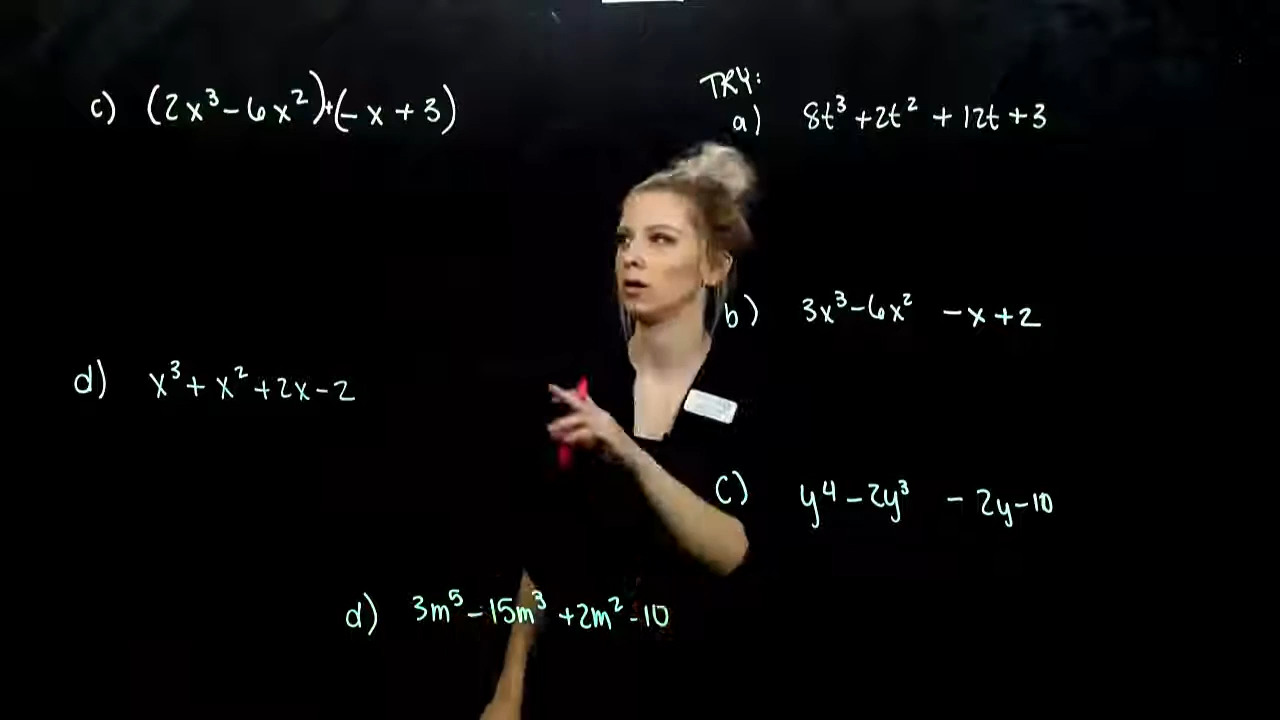 c) (2x³ - 6x²) + (- x + 3)
d) x³ + x² + 2x - 2
TRY:
a) 8t³ + 2t² + 12t + 3
b) 3x³ - 6x² - x + 2
c) y⁴ - 2y³ - 2y - 10
d) 3m⁵ - 15m³ + 2m² - 10